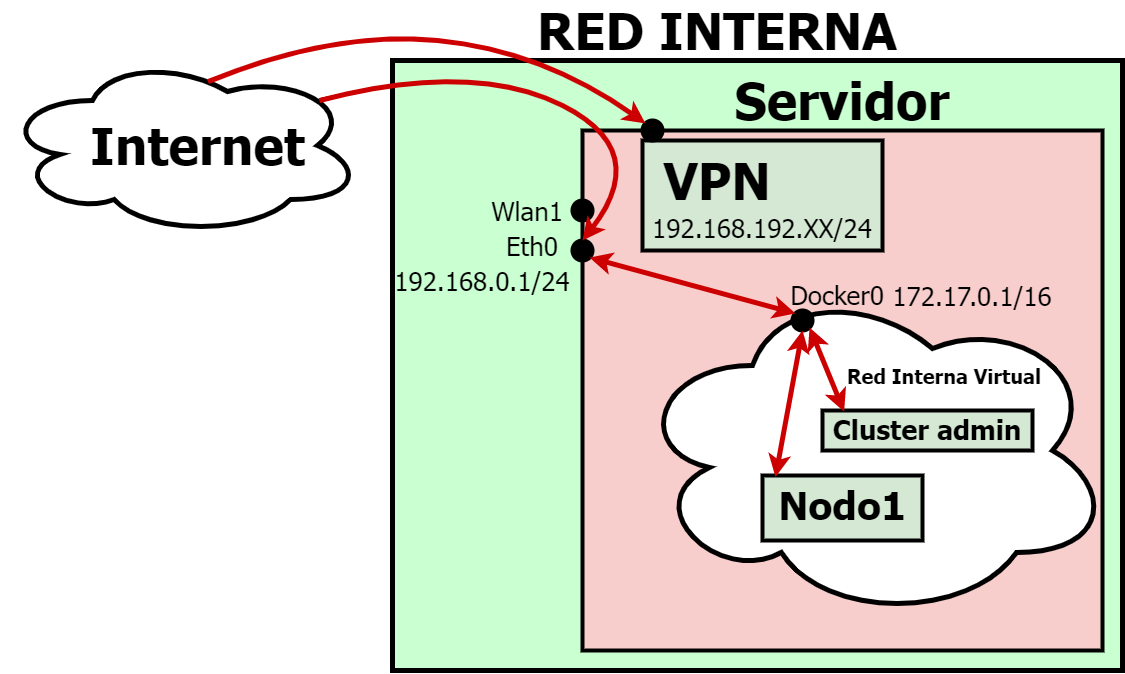 RED INTERNA
Servidor
Internet
VPN
192.168.192.XX/24
Wlan1
Eth0
192.168.0.1/24
Docker0 172.17.0.1/16
Red Interna Virtual
Cluster admin
Nodo1